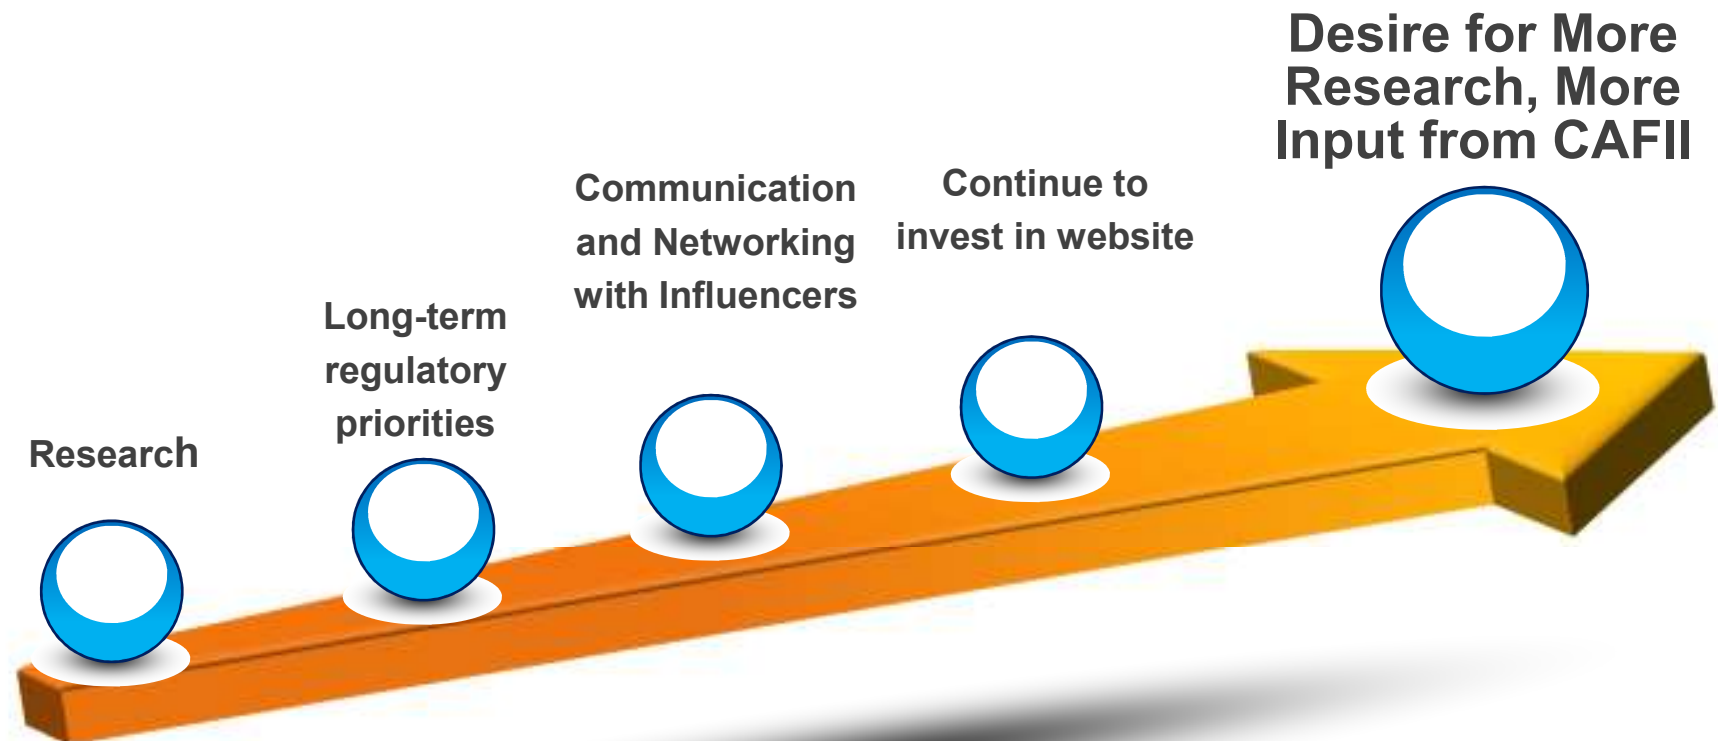 Research
Long-term
regulatory
priorities
Communication
and Networking
with Influencers
Continue to
invest in website
Desire for More
Research, More
Input from CAFII